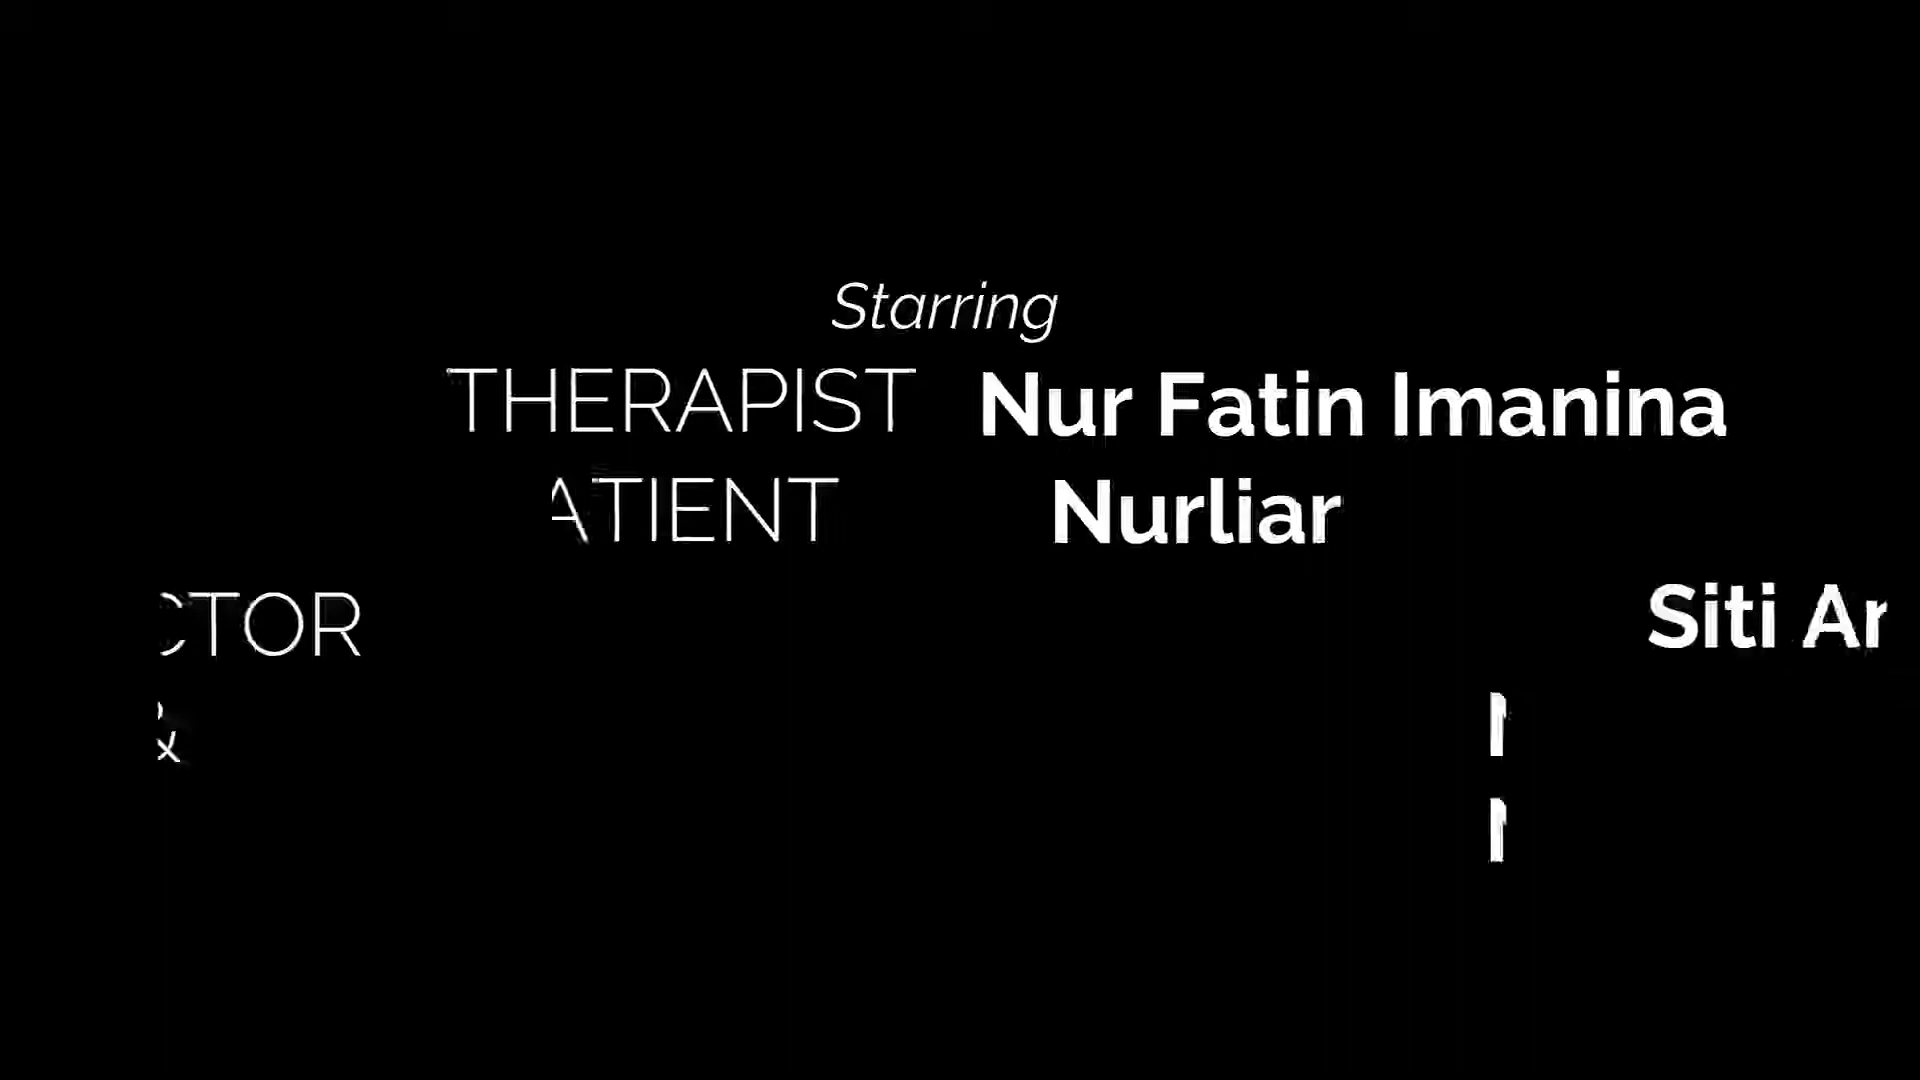 Starring
THERAPIST Nur Fatin Imanina
ATIENT Nurliar
CTOR Siti Ar
&